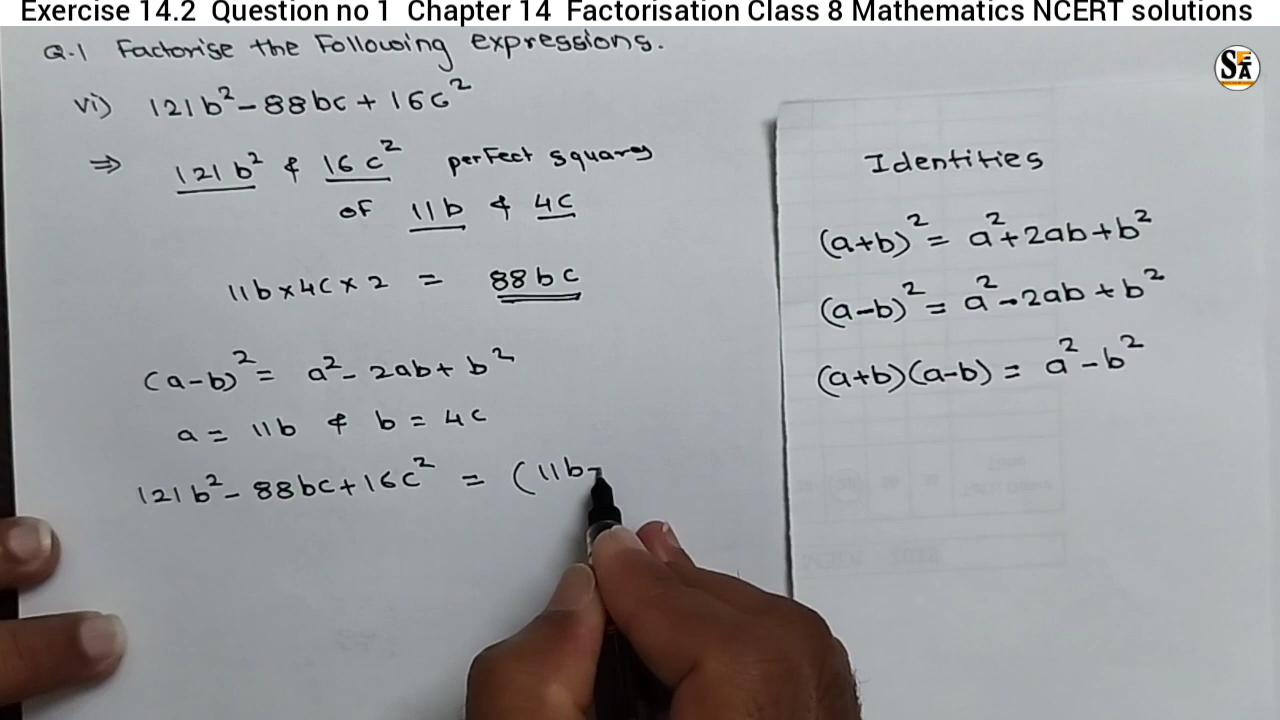 Exercise 14.2 Question no 1 Chapter 14 Factorisation Class 8 Mathematics NCERT solutions
Q.1 Factorise the Following expressions.
vi) 121b² - 88bc + 16c²
⇒ 121b² & 16c² perfect squares
of 11b & 4c
11b × 4c × 2 = 88bc
(a-b)² = a² - 2ab + b²
a = 11b & b = 4c
121b² - 88bc + 16c² = (11b -
Identities
(a+b)² = a² + 2ab + b²
(a-b)² = a² - 2ab + b²
(a+b)(a-b) = a² - b²
SEA